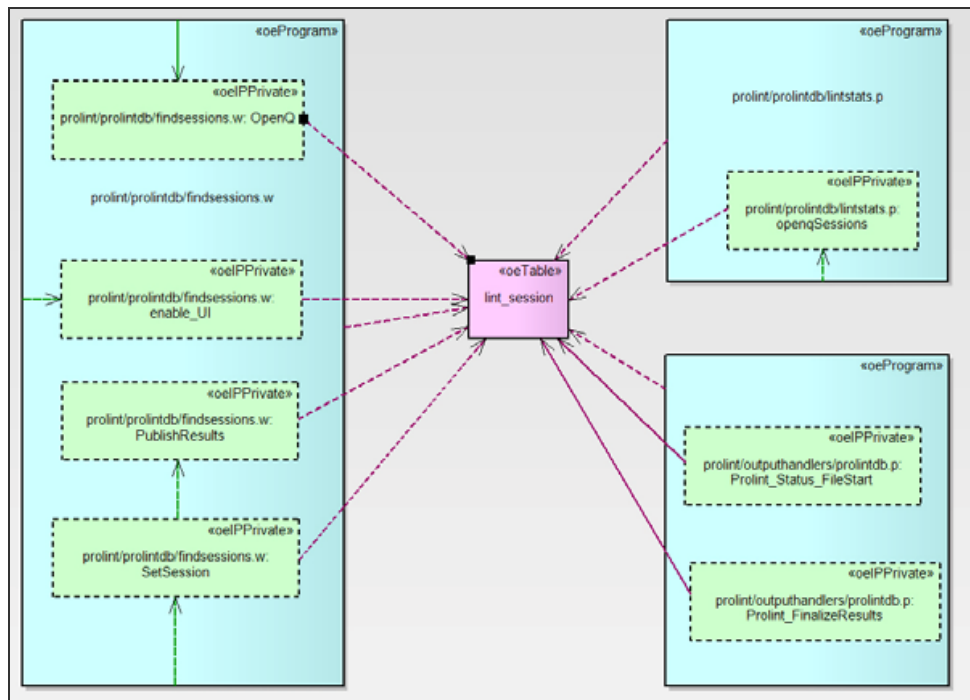 «oeProgram»
«oeIPPrivate»
prolint/prolintdb/findsessions.w: OpenQ
prolint/prolintdb/findsessions.w
«oeIPPrivate»
prolint/prolintdb/findsessions.w:
enable_UI
«oeIPPrivate»
prolint/prolintdb/findsessions.w:
PublishResults
«oeIPPrivate»
prolint/prolintdb/findsessions.w:
SetSession
«oeTable»
lint_session
«oeProgram»
prolint/prolintdb/lintstats.p
«oeIPPrivate»
prolint/prolintdb/lintstats.p:
openqSessions
«oeProgram»
«oeIPPrivate»
prolint/outputhandlers/prolintdb.p:
Prolint_Status_FileStart
«oeIPPrivate»
prolint/outputhandlers/prolintdb.p:
Prolint_FinalizeResults